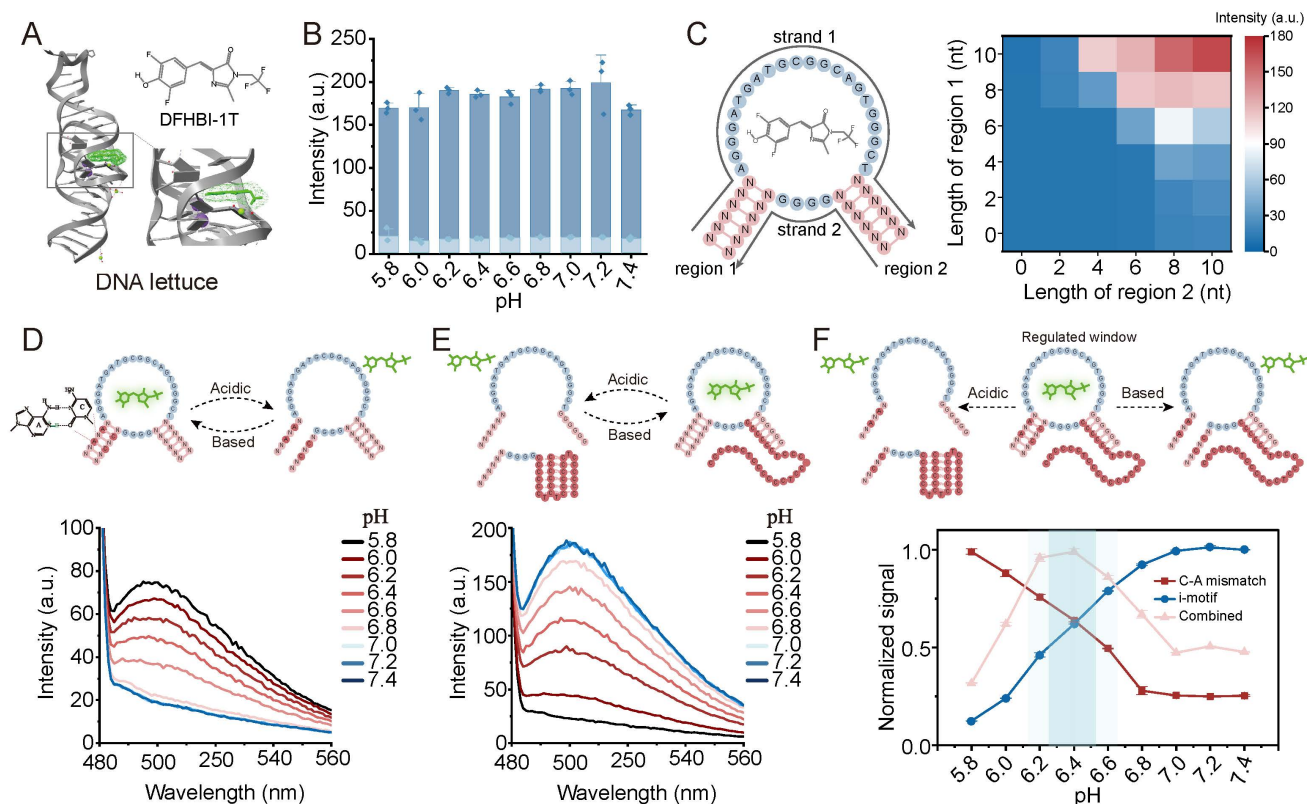 A
F
F
HO
O
N
N
F
F
F
DFHBI-1T
DNA lettuce
B
Intensity (a.u.)
250
200
150
100
50
0
5.8
6.0
6.2
6.4
6.6
6.8
7.0
7.2
7.4
pH
C
strand 1
strand 2
region 1
region 2
AGGGATAGTATGCGGCAGTGGGCT
GGGG
Length of region 1 (nt)
10
8
6
4
2
0
0
2
4
6
8
10
Length of region 2 (nt)
Intensity (a.u.)
180
150
120
90
60
30
0
D
Acidic
Based
A
C
Intensity (a.u.)
100
80
60
40
20
0
480
500
530
560
Wavelength (nm)
pH
5.8
6.0
6.2
6.4
6.6
6.8
7.0
7.2
7.4
E
Acidic
Based
Intensity (a.u.)
200
150
100
50
0
480
500
530
560
Wavelength (nm)
pH
5.8
6.0
6.2
6.4
6.6
6.8
7.0
7.2
7.4
F
Regulated window
Acidic
Based
Normalized signal
1.0
0.5
0.0
C-A mismatch
i-motif
Combined
5.8
6.0
6.2
6.4
6.6
6.8
7.0
7.2
7.4
pH